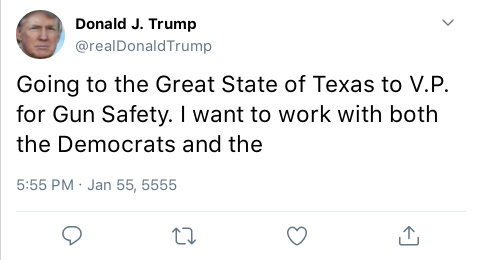 Donald J. Trump
@realDonaldTrump
Going to the Great State of Texas to V.P.
for Gun Safety. I want to work with both
the Democrats and the
5:55 PM · Jan 55, 5555